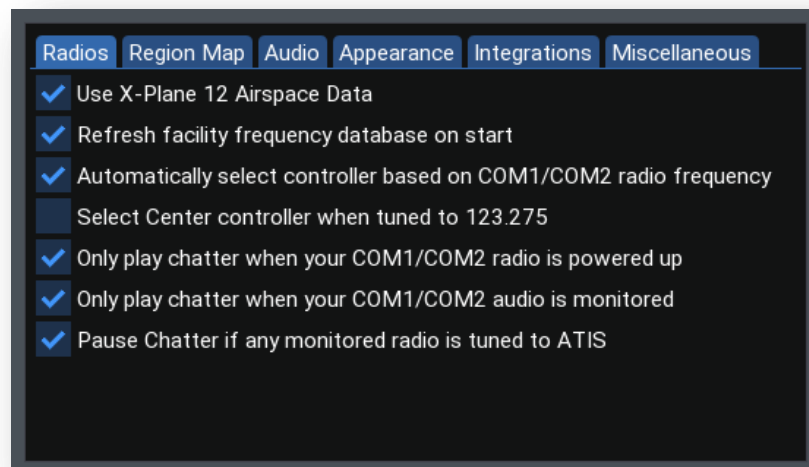 Radios Region Map Audio Appearance Integrations Miscellaneous
Use X-Plane 12 Airspace Data
Refresh facility frequency database on start
Automatically select controller based on COM1/COM2 radio frequency
Select Center controller when tuned to 123.275
Only play chatter when your COM1/COM2 radio is powered up
Only play chatter when your COM1/COM2 audio is monitored
Pause Chatter if any monitored radio is tuned to ATIS